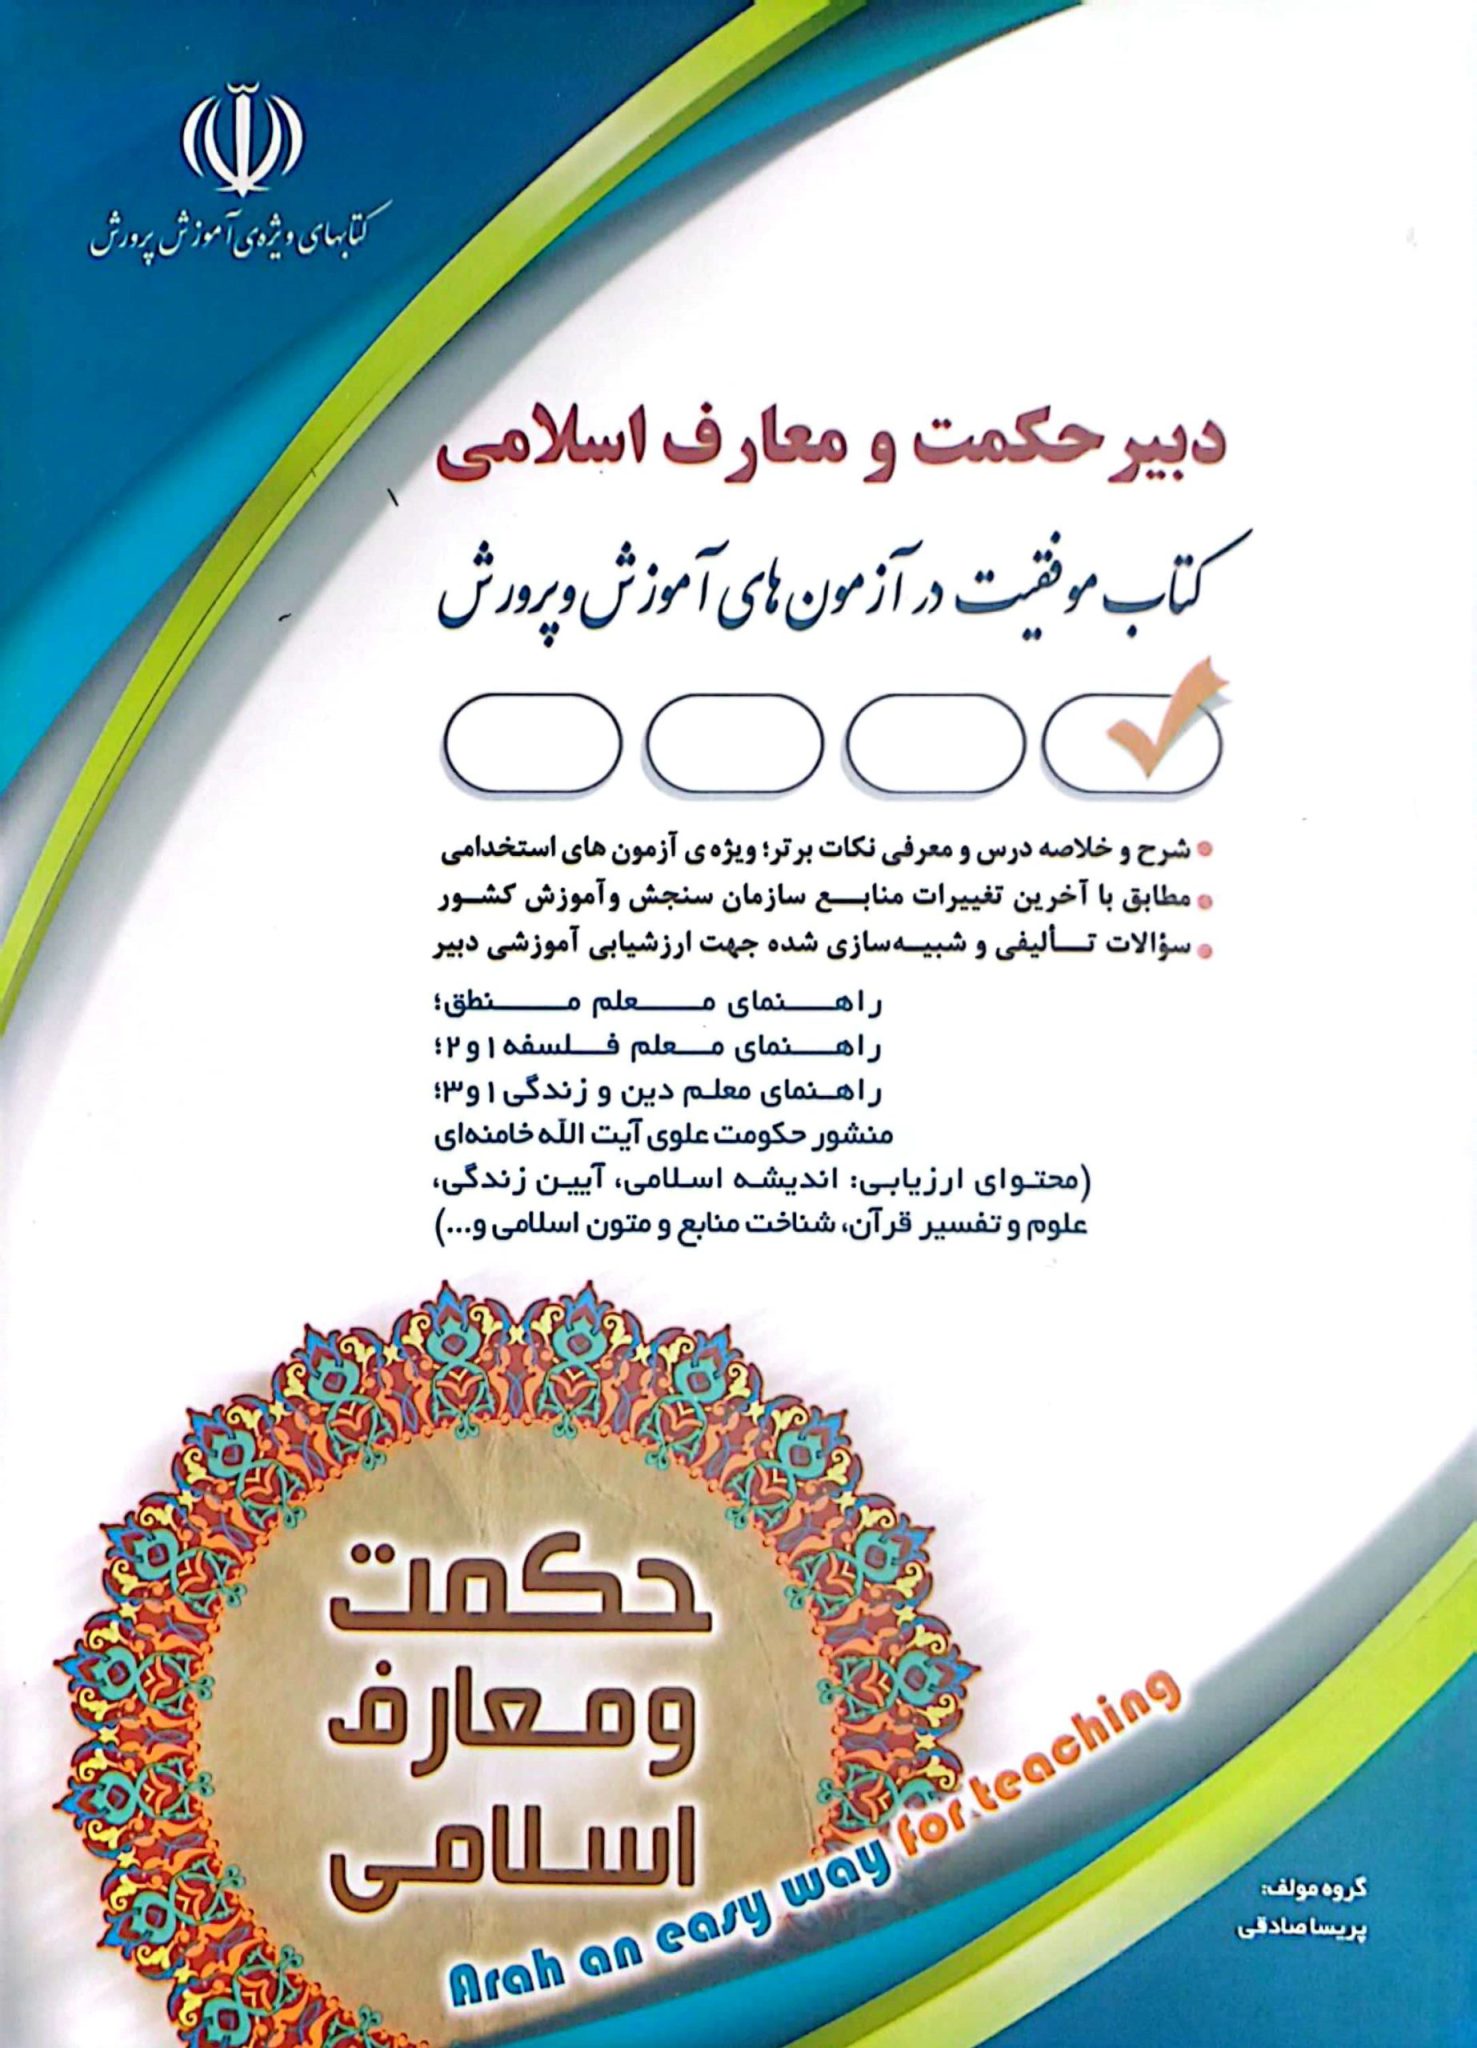 کتابهای ویژه‌ی آموزش پرورش
دبیر حکمت و معارف اسلامی
کتاب موفقیت در آزمون های آموزش و پرورش
شرح و خلاصه درس و معرفی نکات برتر؛ ویژه ی آزمون های استخدامی
مطابق با آخرین تغییرات منابع سازمان سنجش و آموزش کشور
سؤالات تألیفی و شبیه سازی شده جهت ارزشیابی آموزشی دبیر
راهنمای معلم منطق؛
راهنمای معلم فلسفه ۱ و ۲؛
راهنمای معلم دین و زندگی ۱ و ۳؛
منشور حکومت علوی آیت الله خامنه‌ای
(محتوای ارزیابی: اندیشه اسلامی، آیین زندگی،
علوم و تفسیر قرآن، شناخت منابع و متون اسلامی و...)
حکمت
و معارف
اسلامی
Arah an easy way for teaching
گروه مولف:
پریسا صادقی